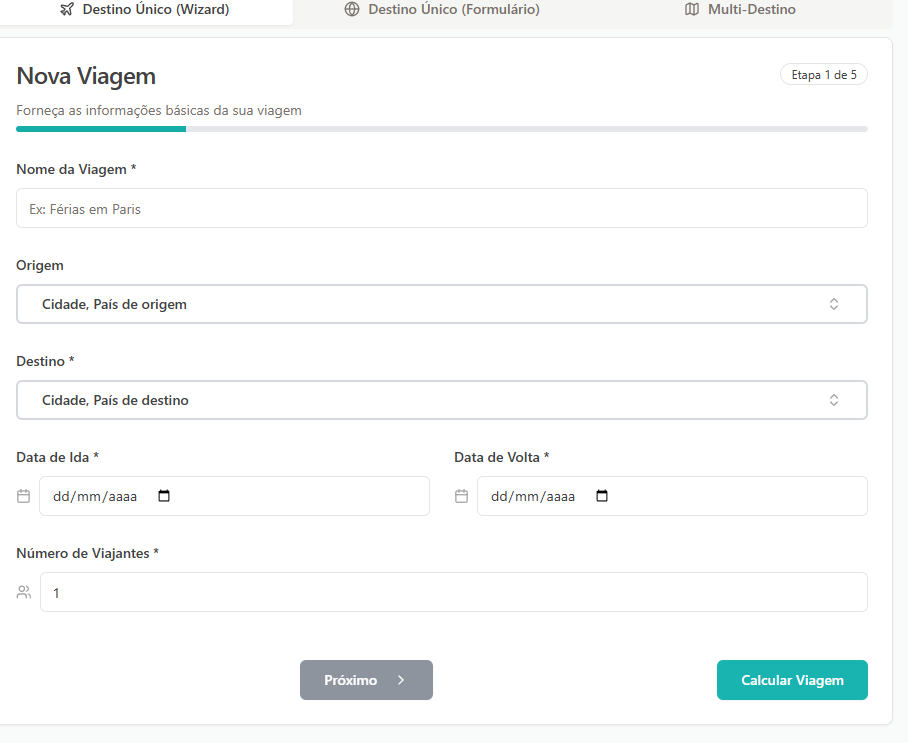 Destino Único (Wizard) Destino Único (Formulário) Multi-Destino
Nova Viagem Etapa 1 de 5
Forneça as informações básicas da sua viagem
Nome da Viagem *
Ex: Férias em Paris
Origem
Cidade, País de origem
Destino *
Cidade, País de destino
Data de Ida * Data de Volta *
dd/mm/aaaa dd/mm/aaaa
Número de Viajantes *
1
Próximo Calcular Viagem